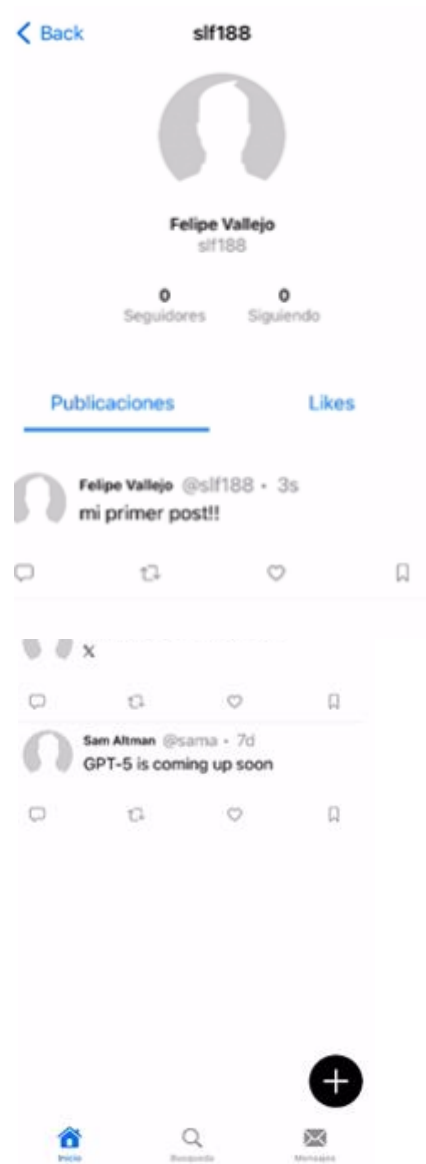 Back
slf188
Felipe Vallejo
slf188
0 0
Seguidores Siguiendo
Publicaciones Likes
Felipe Vallejo @slf188 • 3s
mi primer post!!
X
Sam Altman @sama • 7d
GPT-5 is coming up soon
Inicio Busqueda Mensajes